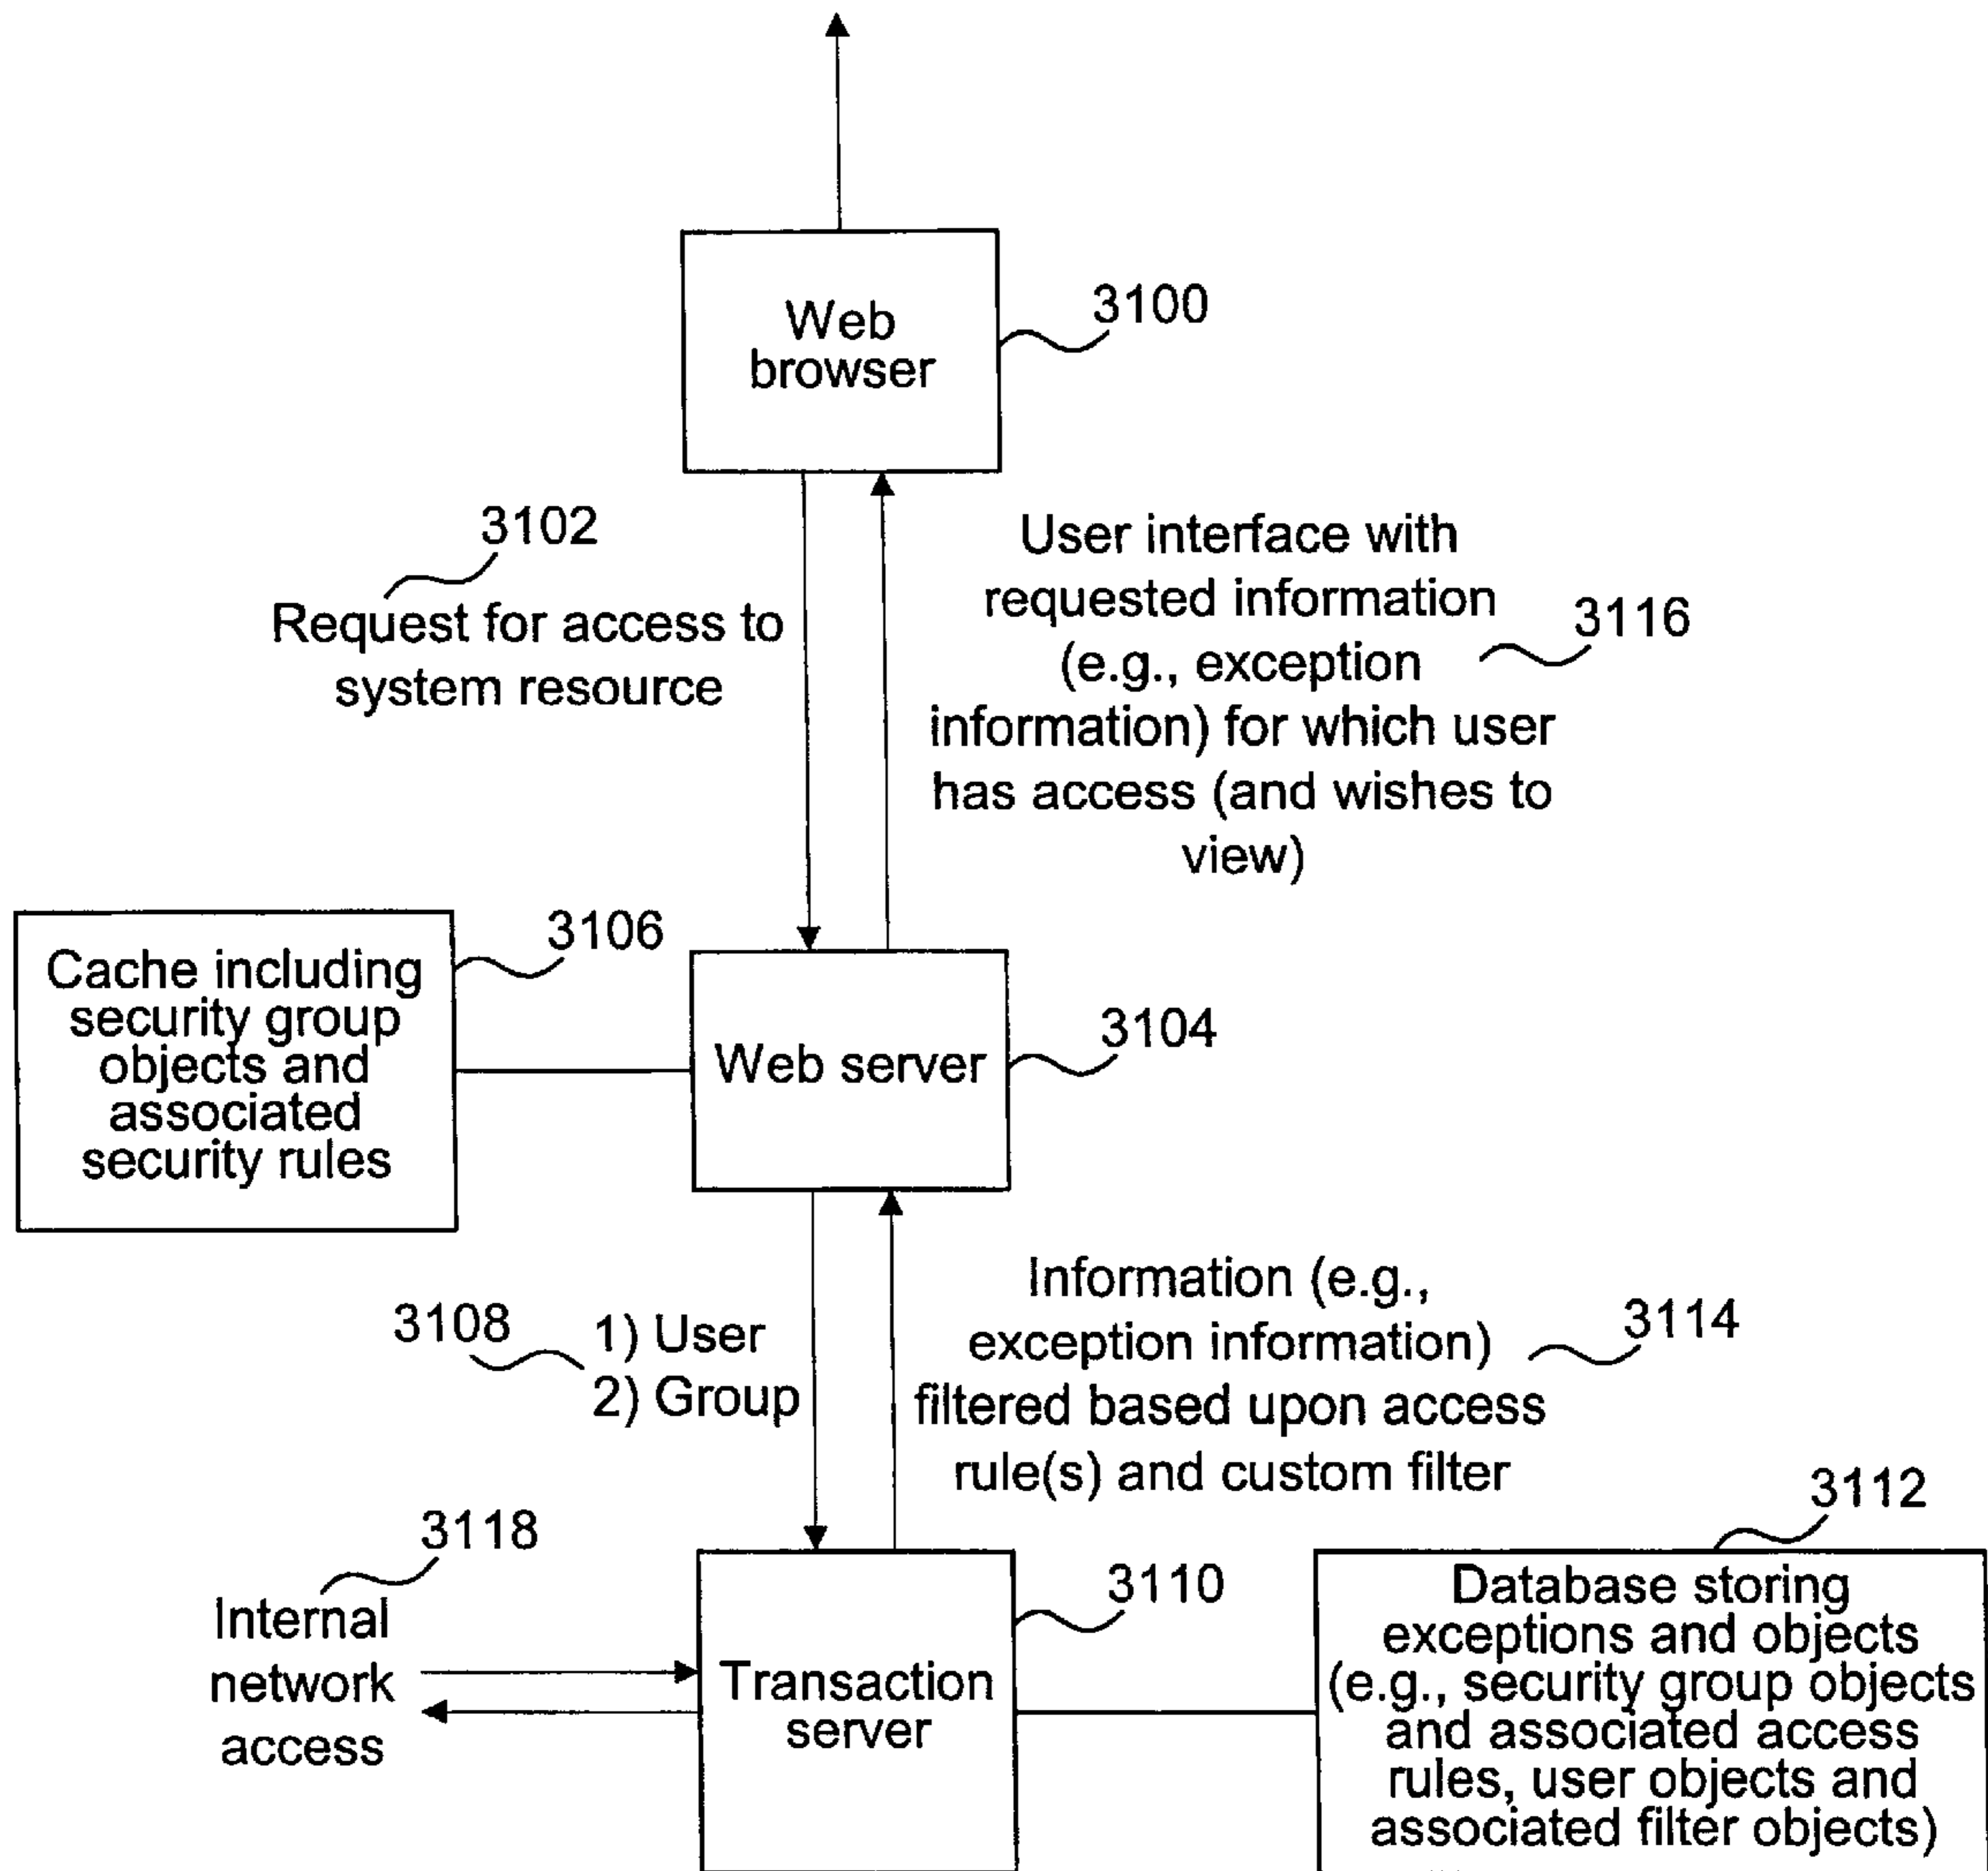 Web
browser
3100
3102
Request for access to
system resource
User interface with
requested information
(e.g., exception
information) for which user
has access (and wishes to
view)
3116
Cache including
security group
objects and
associated
security rules
3106
Web server
3104
3108
1) User
2) Group
Information (e.g.,
exception information)
filtered based upon access
rule(s) and custom filter
3114
3118
Internal
network
access
Transaction
server
3110
3112
Database storing
exceptions and objects
(e.g., security group objects
and associated access
rules, user objects and
associated filter objects)